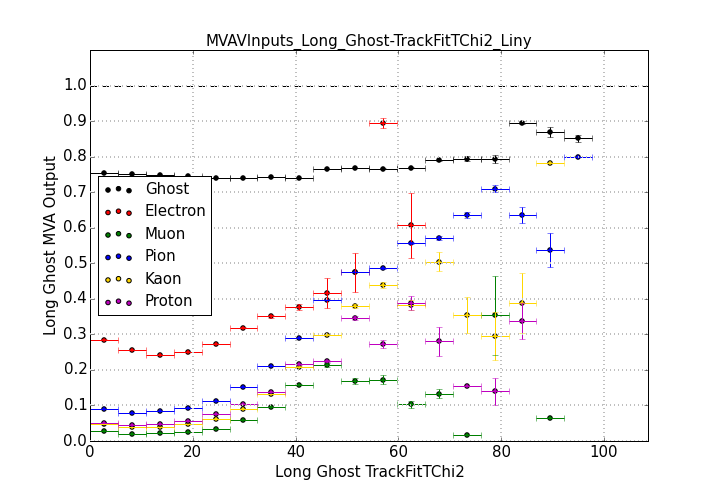 MVAVInputs_Long_Ghost-TrackFitTChi2_Liny
Long Ghost MVA Output
1.0
0.9
0.8
0.7
0.6
0.5
0.4
0.3
0.2
0.1
0.0
Ghost
Electron
Muon
Pion
Kaon
Proton
0
20
40
60
80
100
Long Ghost TrackFitTChi2